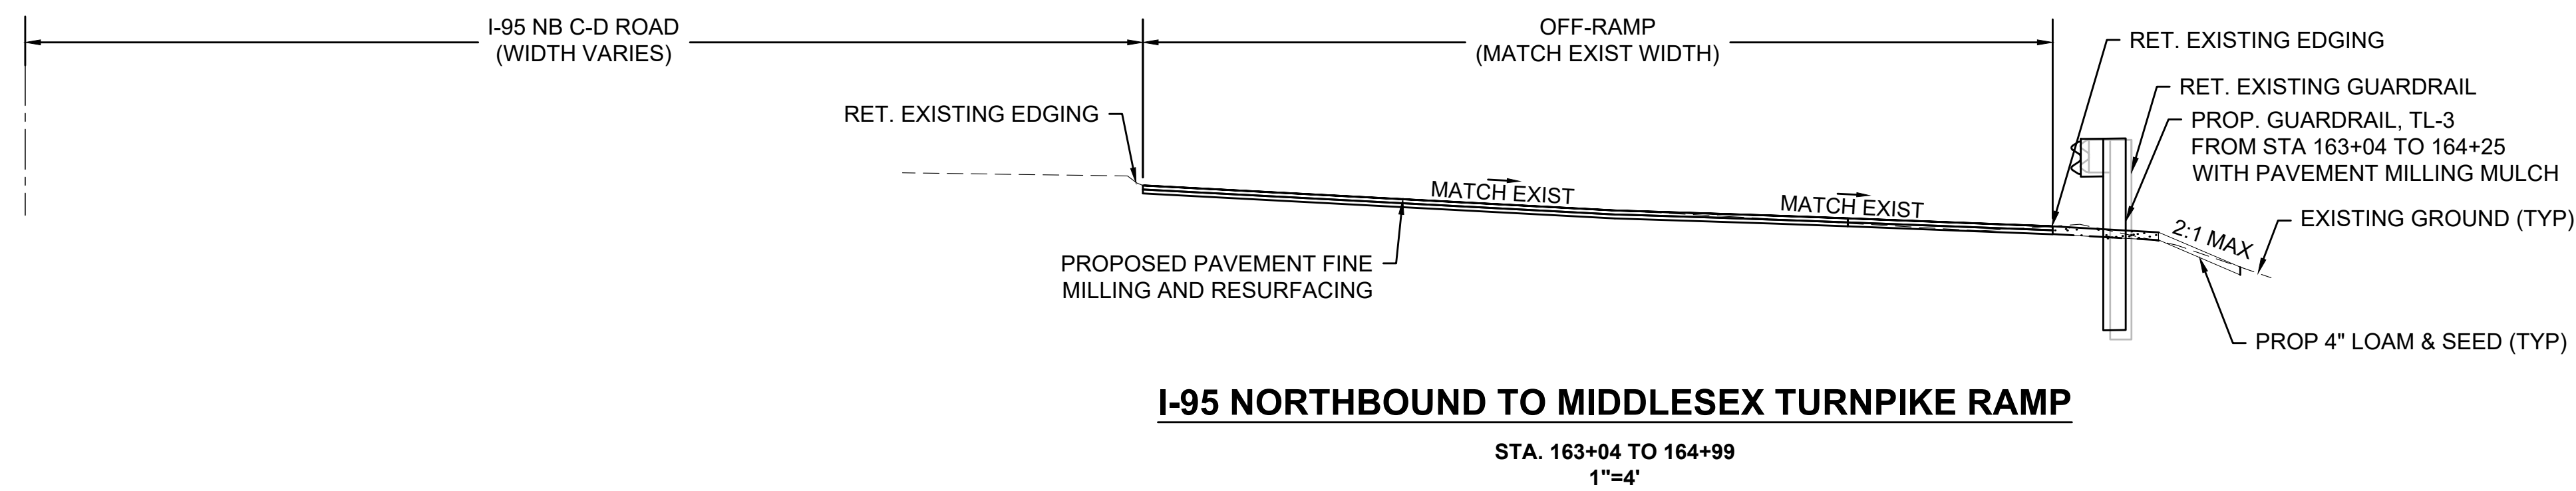 I-95 NB C-D ROAD
(WIDTH VARIES)
OFF-RAMP
(MATCH EXIST WIDTH)
RET. EXISTING EDGING
RET. EXISTING GUARDRAIL
PROP. GUARDRAIL, TL-3
FROM STA 163+04 TO 164+25
WITH PAVEMENT MILLING MULCH
RET. EXISTING EDGING
MATCH EXIST
MATCH EXIST
2:1 MAX
EXISTING GROUND (TYP)
PROPOSED PAVEMENT FINE
MILLING AND RESURFACING
PROP 4" LOAM & SEED (TYP)
I-95 NORTHBOUND TO MIDDLESEX TURNPIKE RAMP
STA. 163+04 TO 164+99
1"=4'